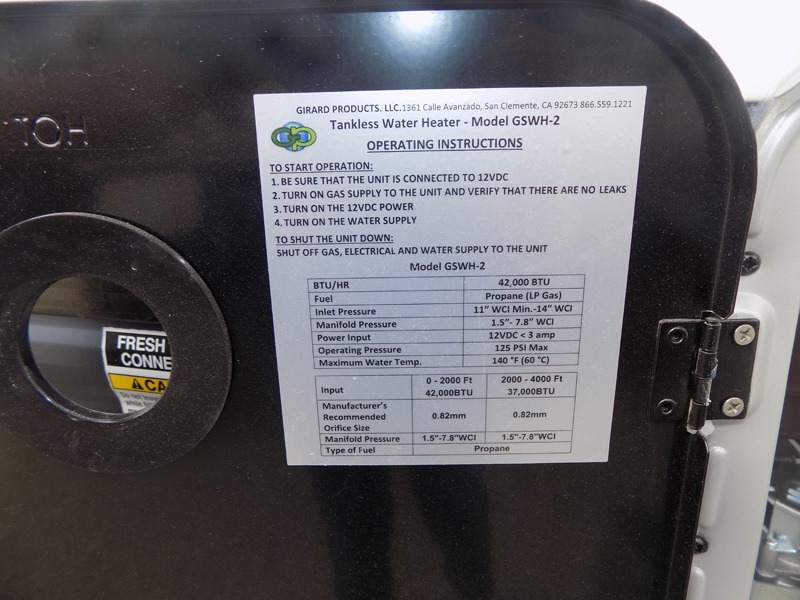 HOT
GIRARD PRODUCTS. LLC.1361 Calle Avanzado, San Clemente, CA 92673 866.559.1221
Tankless Water Heater - Model GSWH-2
OPERATING INSTRUCTIONS
TO START OPERATION:
1. BE SURE THAT THE UNIT IS CONNECTED TO 12VDC
2. TURN ON GAS SUPPLY TO THE UNIT AND VERIFY THAT THERE ARE NO LEAKS
3. TURN ON THE 12VDC POWER
4. TURN ON THE WATER SUPPLY
TO SHUT THE UNIT DOWN:
SHUT OFF GAS, ELECTRICAL AND WATER SUPPLY TO THE UNIT
Model GSWH-2
BTU/HR 42,000 BTU
Fuel Propane (LP Gas)
Inlet Pressure 11" WCI Min.-14" WCI
Manifold Pressure 1.5"- 7.8" WCI
Power Input 12VDC < 3 amp
Operating Pressure 125 PSI Max
Maximum Water Temp. 140 °F (60 °C)
Input 0 - 2000 Ft 42,000BTU 2000 - 4000 Ft 37,000BTU
Manufacturer's
Recommended 0.82mm 0.82mm
Orifice Size
Manifold Pressure 1.5"-7.8"WCI 1.5"-7.8"WCI
Type of Fuel Propane
FRESH
CONNE
CA